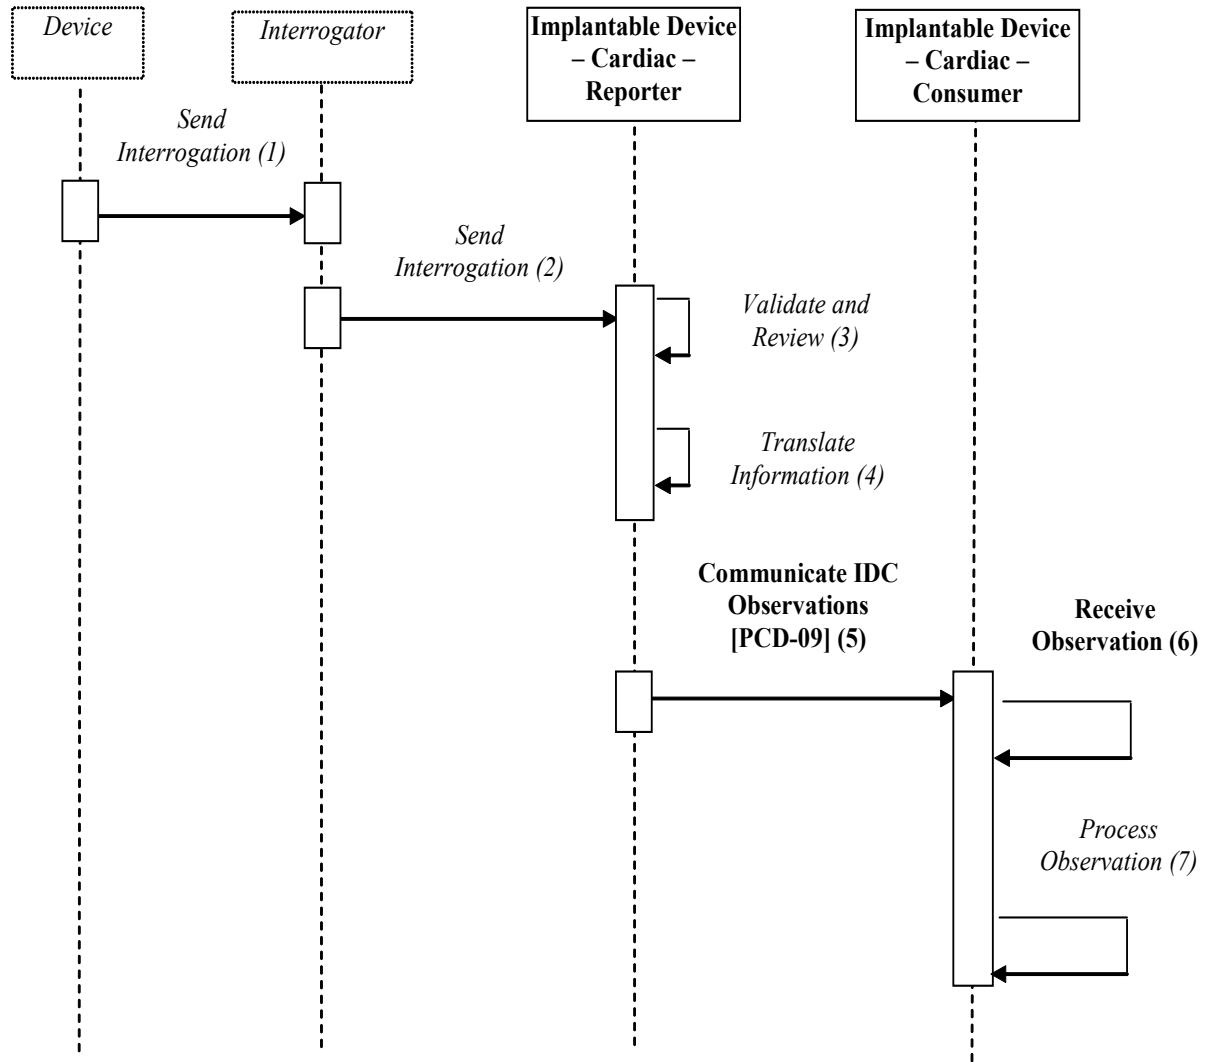 Device
Interrogator
Implantable Device
– Cardiac –
Reporter
Implantable Device
– Cardiac –
Consumer
Send
Interrogation (1)
Send
Interrogation (2)
Validate and
Review (3)
Translate
Information (4)
Communicate IDC
Observations
[PCD-09] (5)
Receive
Observation (6)
Process
Observation (7)